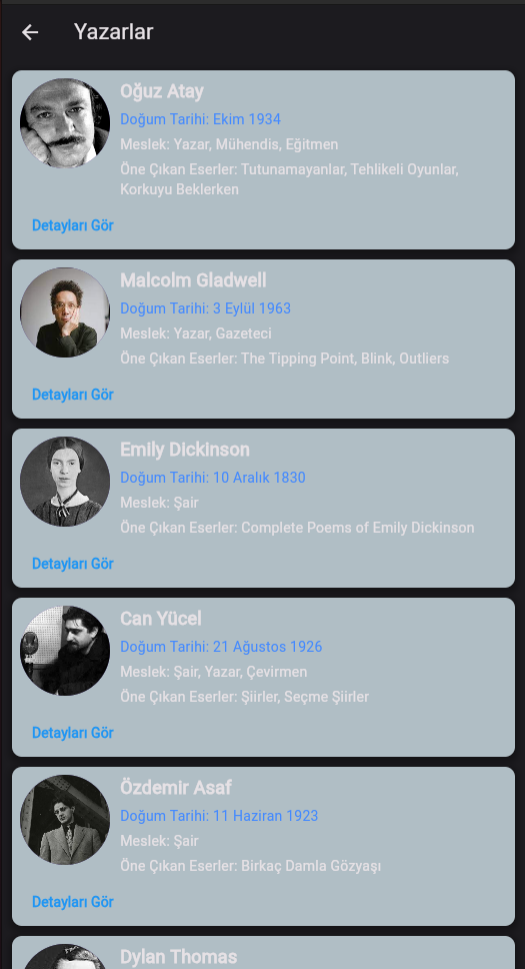 Yazarlar
Oğuz Atay
Doğum Tarihi: Ekim 1934
Meslek: Yazar, Mühendis, Eğitmen
Öne Çıkan Eserler: Tutunamayanlar, Tehlikeli Oyunlar,
Korkuyu Beklerken
Detayları Gör
Malcolm Gladwell
Doğum Tarihi: 3 Eylül 1963
Meslek: Yazar, Gazeteci
Öne Çıkan Eserler: The Tipping Point, Blink, Outliers
Detayları Gör
Emily Dickinson
Doğum Tarihi: 10 Aralık 1830
Meslek: Şair
Öne Çıkan Eserler: Complete Poems of Emily Dickinson
Detayları Gör
Can Yücel
Doğum Tarihi: 21 Ağustos 1926
Meslek: Şair, Yazar, Çevirmen
Öne Çıkan Eserler: Şiirler, Seçme Şiirler
Detayları Gör
Özdemir Asaf
Doğum Tarihi: 11 Haziran 1923
Meslek: Şair
Öne Çıkan Eserler: Birkaç Damla Gözyaşı
Detayları Gör
Dylan Thomas